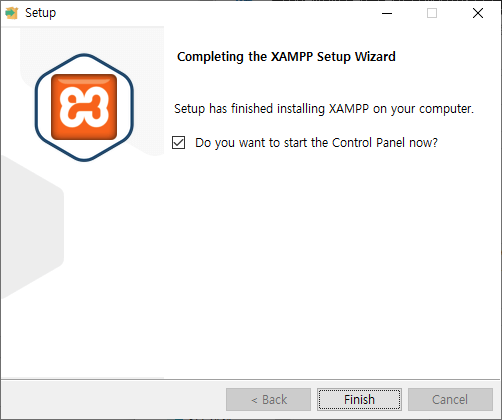 Setup
Completing the XAMPP Setup Wizard
Setup has finished installing XAMPP on your computer.
Do you want to start the Control Panel now?
< Back
Finish
Cancel